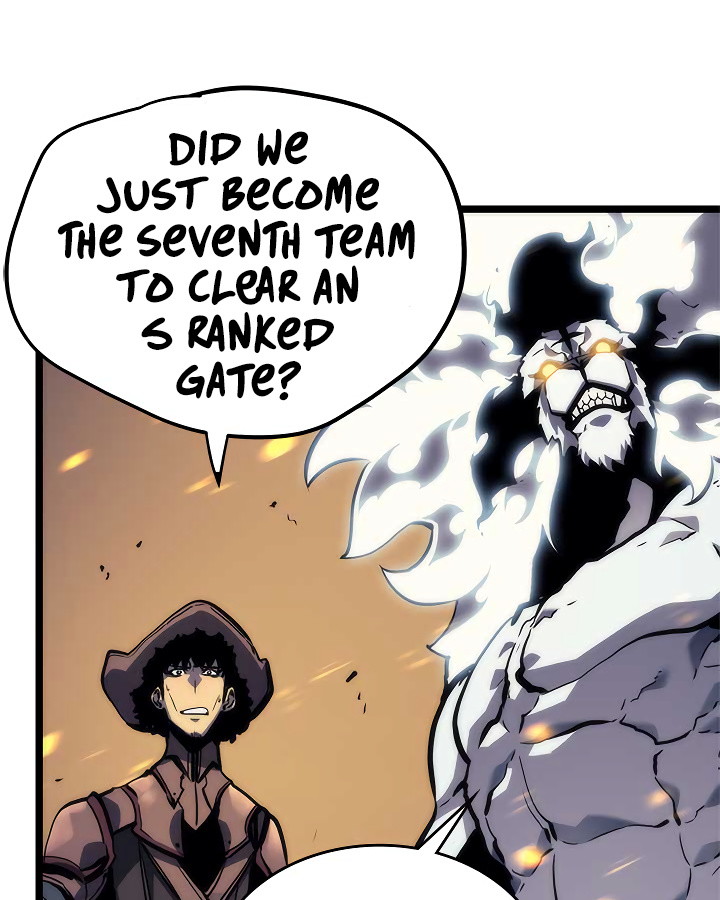 DID WE
JUST BECOME
THE SEVENTH TEAM
TO CLEAR AN
S RANKED
GATE?